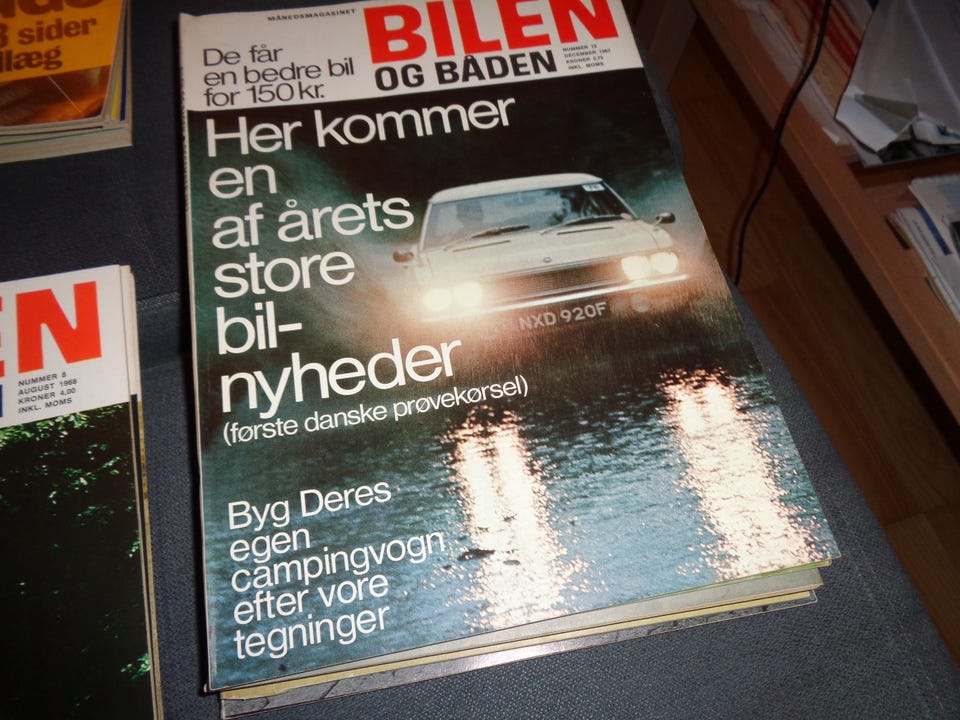 3 sider
llæg
MÅNEDSMAGASINET
BILEN
OG BÅDEN
NUMMER 12
DECEMBER 1967
KRONER 3,75
INKL. MOMS
De får
en bedre bil
for 150 kr.
Her kommer
en
af årets
store
bil-
nyheder
(første danske prøvekørsel)
NXD 920F
Byg Deres
egen
campingvogn
efter vore
tegninger
EN
NUMMER 8
AUGUST 1968
KRONER 4,00
INKL. MOMS